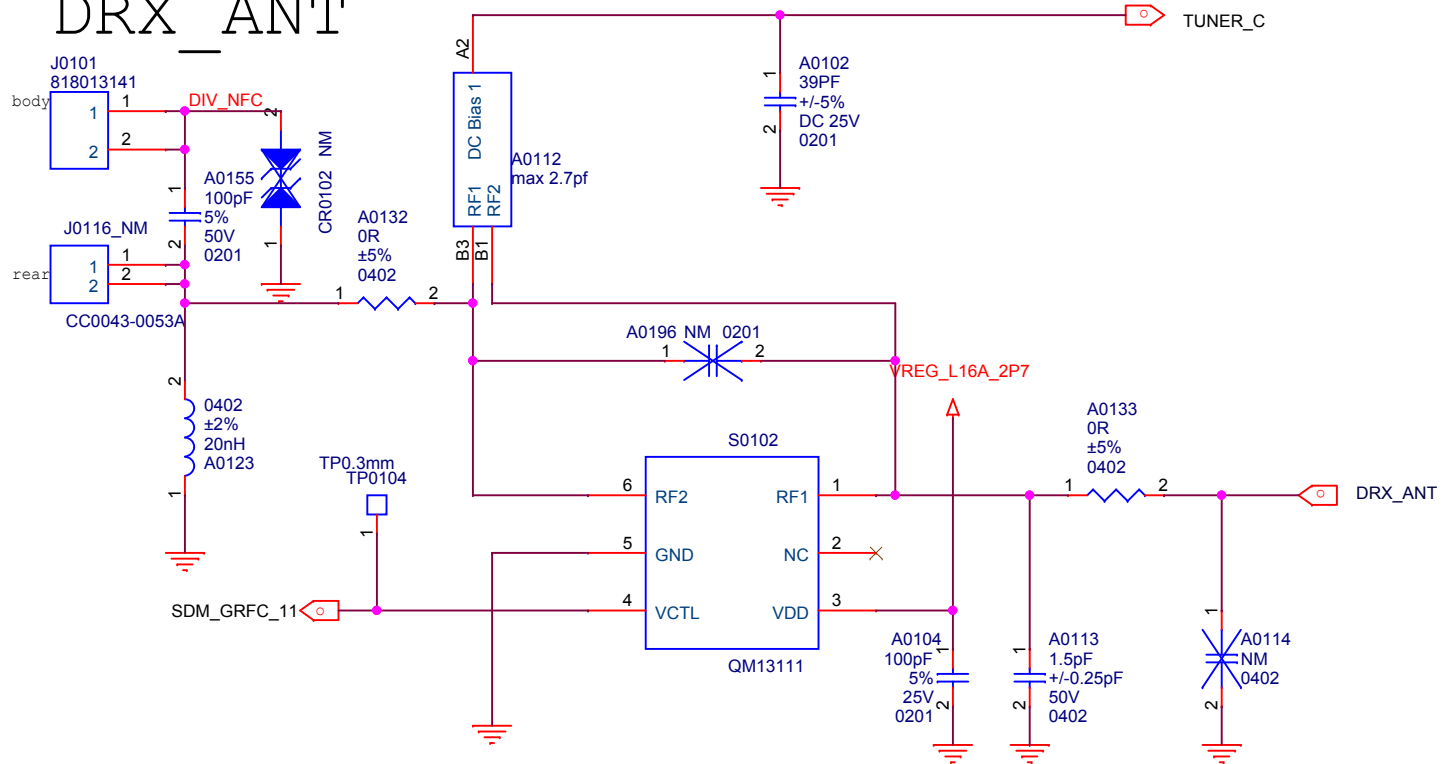 DRX_ANT
TUNER_C
J0101
818013141
body
1
1
2
2
DIV_NFC
2
CR0102 NM
1
A0155
100pF
5%
50V
0201
1
2
J0116_NM
rear
1
1
2
2
CC0043-0053A
A0132
0R
±5%
0402
1
2
A2
DC Bias 1
RF1
RF2
B3
B1
A0112
max 2.7pf
A0102
39PF
+/-5%
DC 25V
0201
1
2
A0196 NM 0201
1
2
VREG_L16A_2P7
2
0402
±2%
20nH
A0123
1
TP0.3mm
TP0104
1
S0102
6
RF2
RF1
1
5
GND
NC
2
4
VCTL
VDD
3
QM13111
SDM_GRFC_11
A0133
0R
±5%
0402
1
2
DRX_ANT
A0104
100pF
5%
25V
0201
1
2
A0113
1.5pF
+/-0.25pF
50V
0402
1
2
A0114
NM
0402
1
2